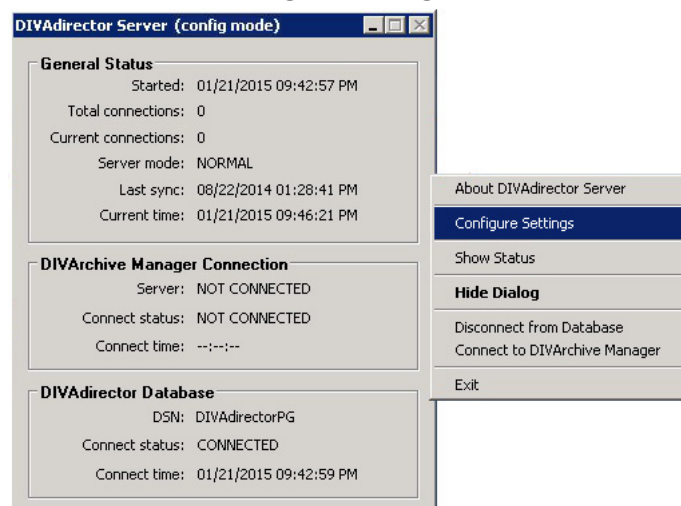 DIVAdirector Server (config mode)
General Status
Started: 01/21/2015 09:42:57 PM
Total connections: 0
Current connections: 0
Server mode: NORMAL
Last sync: 08/22/2014 01:28:41 PM
Current time: 01/21/2015 09:46:21 PM
DIVArchive Manager Connection
Server: NOT CONNECTED
Connect status: NOT CONNECTED
Connect time: --:--:--
DIVAdirector Database
DSN: DIVAdirectorPG
Connect status: CONNECTED
Connect time: 01/21/2015 09:42:59 PM
About DIVAdirector Server
Configure Settings
Show Status
Hide Dialog
Disconnect from Database
Connect to DIVArchive Manager
Exit